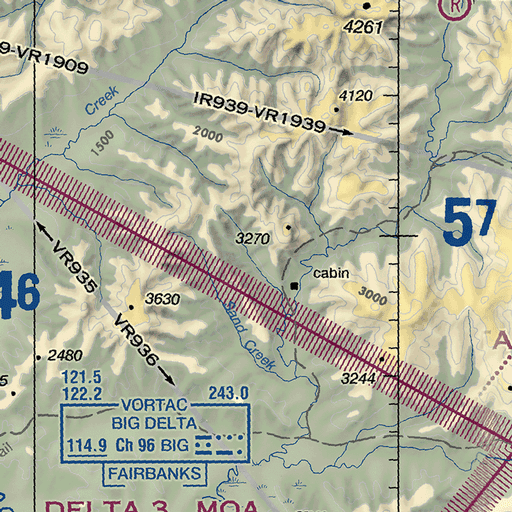 4261
R
9-VR1909
Creek
IR939-VR1939
4120
1500
2000
57
3270
cabin
3000
VR935
46
3630
VR936
Sand Creek
2480
3244
A
5
121.5
122.2
243.0
VORTAC
BIG DELTA
114.9 Ch 96 BIG
FAIRBANKS
ail
DELTA 3 MOA